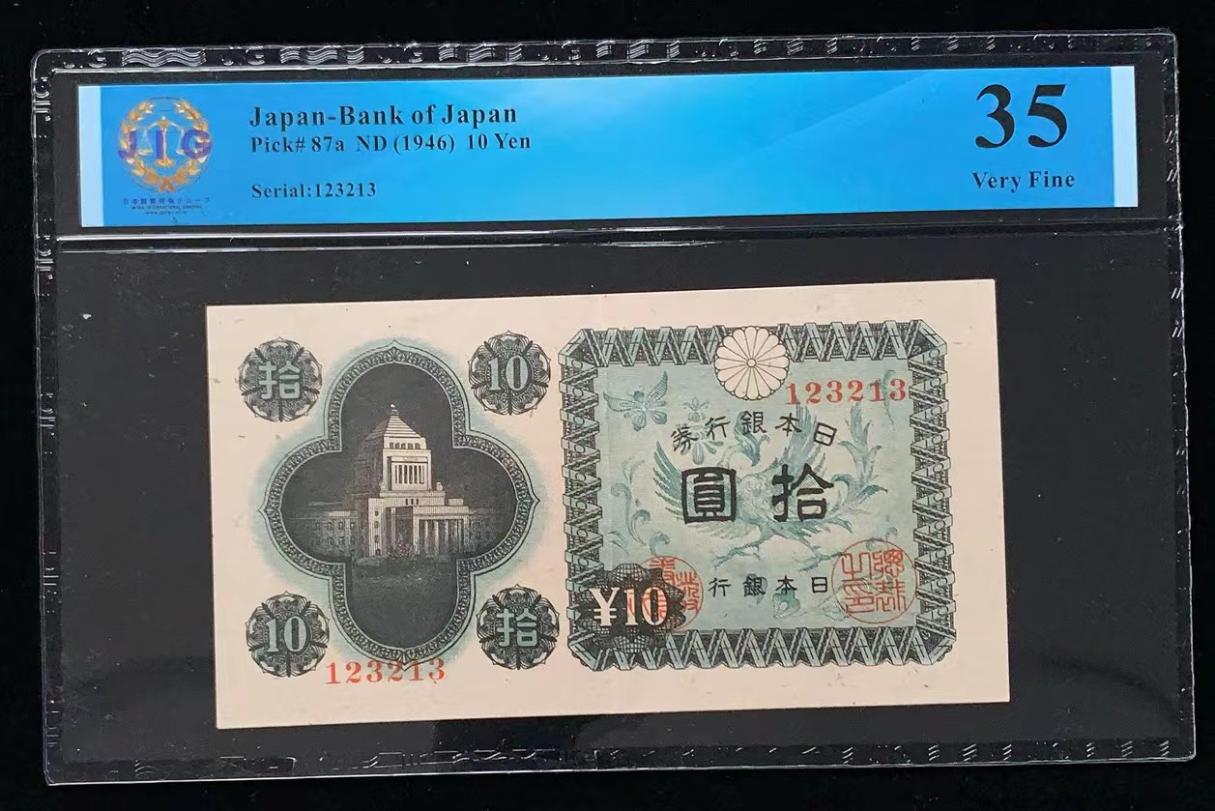 JIG
Japan-Bank of Japan
Pick# 87a ND (1946) 10 Yen
Serial:123213
35
Very Fine
拾
10
10
拾
123213
123213
券行銀本日
圓拾
行銀本日
¥10